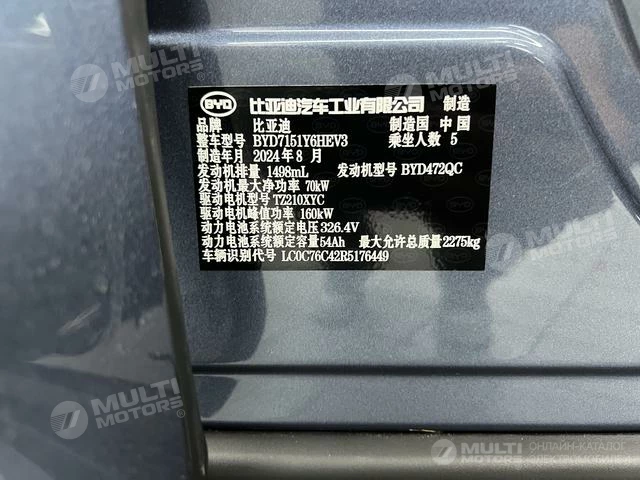 BYD 比亚迪汽车工业有限公司 制造
品牌 比亚迪 制造国 中国
整车型号 BYD7151Y6HEV3 乘坐人数 5
制造年月 2024年8月
发动机排量 1498mL 发动机型号 BYD472QC
发动机最大净功率 70kW
驱动电机型号 TZ210XYC
驱动电机峰值功率 160kW
动力电池系统额定电压326.4V
动力电池系统额定容量54Ah 最大允许总质量2275kg
车辆识别代号 LC0C76C42R5176449
MULTI MOTORS®
MULTI MOTORS®
MULTI MOTORS®
MULTI MOTORS®
MULTI MOTORS
ОНЛАЙН-КАТАЛОГ
ЭЛЕКТРОМОБИЛЕЙ